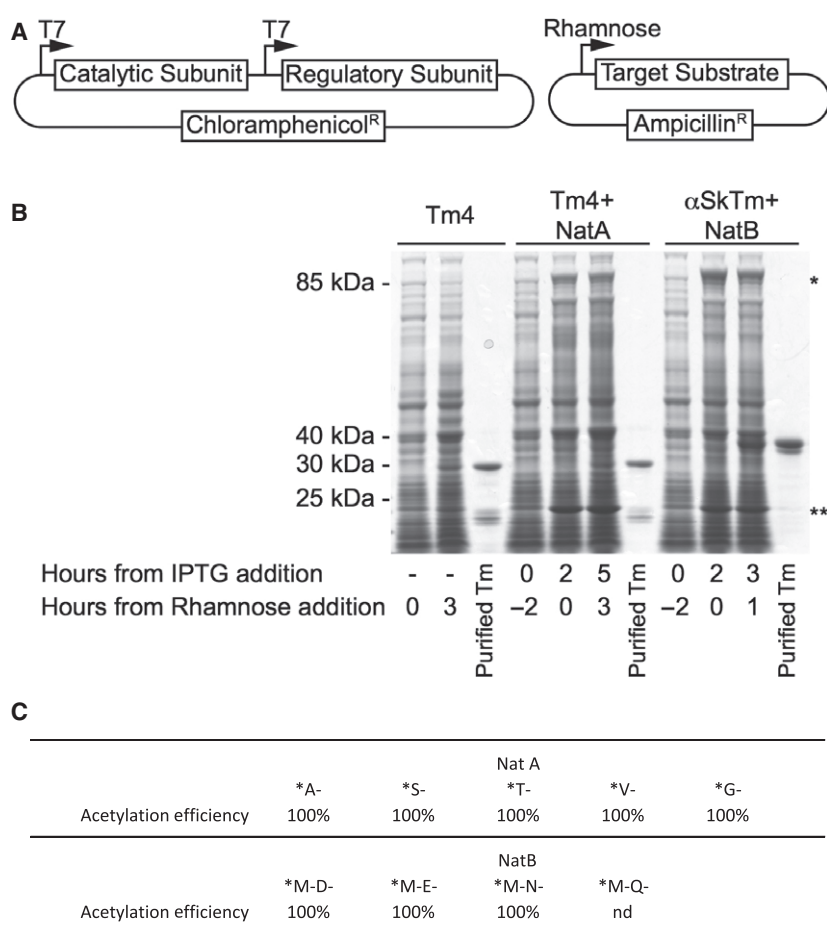 A
T7 T7 Rhamnose
Catalytic Subunit Regulatory Subunit Target Substrate
Chloramphenicolᴿ Ampicillinᴿ
B
Tm4 Tm4+ NatA αSkTm+ NatB
85 kDa - *
40 kDa -
30 kDa -
25 kDa -
**
Hours from IPTG addition - - 0 2 5 0 2 3
Hours from Rhamnose addition 0 3 –2 0 3 –2 0 1
Purified Tm Purified Tm Purified Tm
C
Nat A
*A- *S- *T- *V- *G-
Acetylation efficiency 100% 100% 100% 100% 100%
NatB
*M-D- *M-E- *M-N- *M-Q-
Acetylation efficiency 100% 100% 100% nd